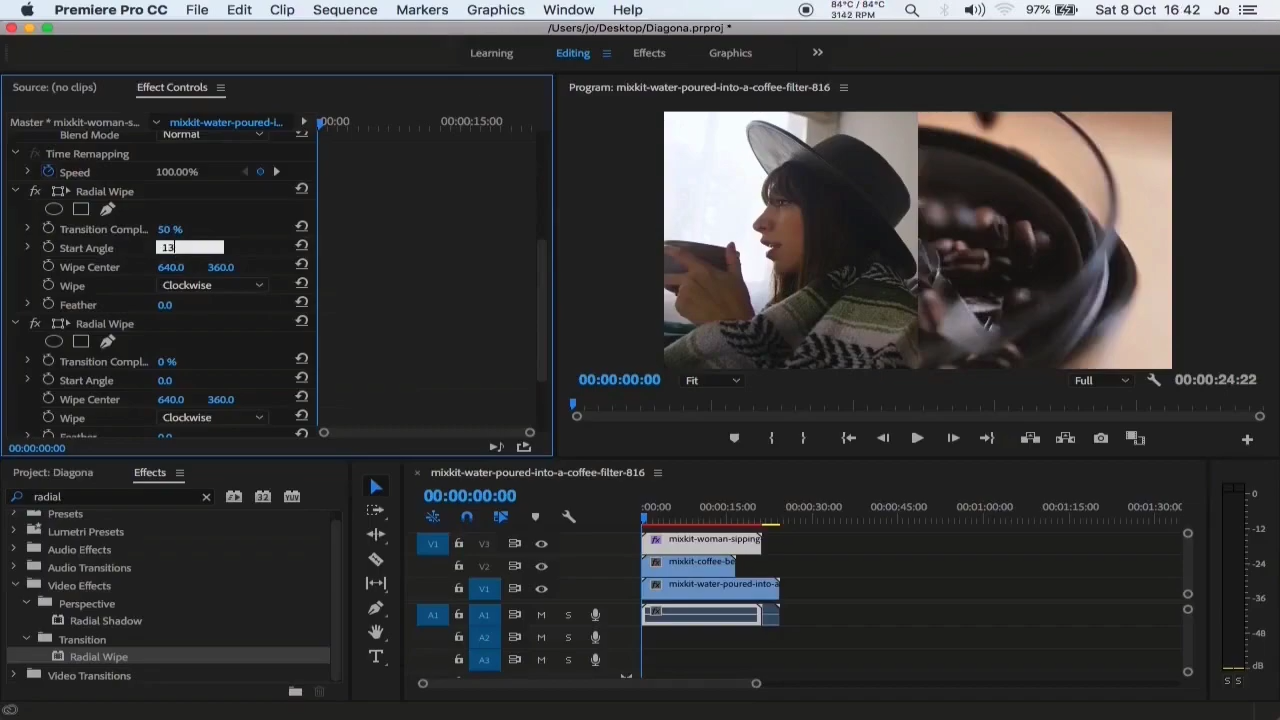 Premiere Pro CC File Edit Clip Sequence Markers Graphics Window Help 84°C / 84°C 3142 RPM 97% Sat 8 Oct 16 42 Jo
/Users/jo/Desktop/Diagona.prproj *
Learning Editing Effects Graphics
Source: (no clips) Effect Controls
Master * mixkit-woman-s... mixkit-water-poured-i... :00:00 00:00:15:00
Blend Mode Normal
Time Remapping
Speed 100.00%
fx Radial Wipe
Transition Compl... 50 %
Start Angle 13
Wipe Center 640.0 360.0
Wipe Clockwise
Feather 0.0
fx Radial Wipe
Transition Compl... 0 %
Start Angle 0.0
Wipe Center 640.0 360.0
Wipe Clockwise
Feather 0.0
00:00:00:00
Program: mixkit-water-poured-into-a-coffee-filter-816
00:00:00:00 Fit Full 00:00:24:22
Project: Diagona Effects
radial
Presets
Lumetri Presets
Audio Effects
Audio Transitions
Video Effects
Perspective
Radial Shadow
Transition
Radial Wipe
Video Transitions
mixkit-water-poured-into-a-coffee-filter-816
00:00:00:00
:00:00 00:00:15:00 00:00:30:00 00:00:45:00 00:01:00:00 00:01:15:00 00:01:30:00
V1 V3 fx mixkit-woman-sipping
V2 mixkit-coffee-be
V1 mixkit-water-poured-into-a
A1 A1 M S
A2 M S
A3 M S
0
-12
-24
-36
-48
dB
S S